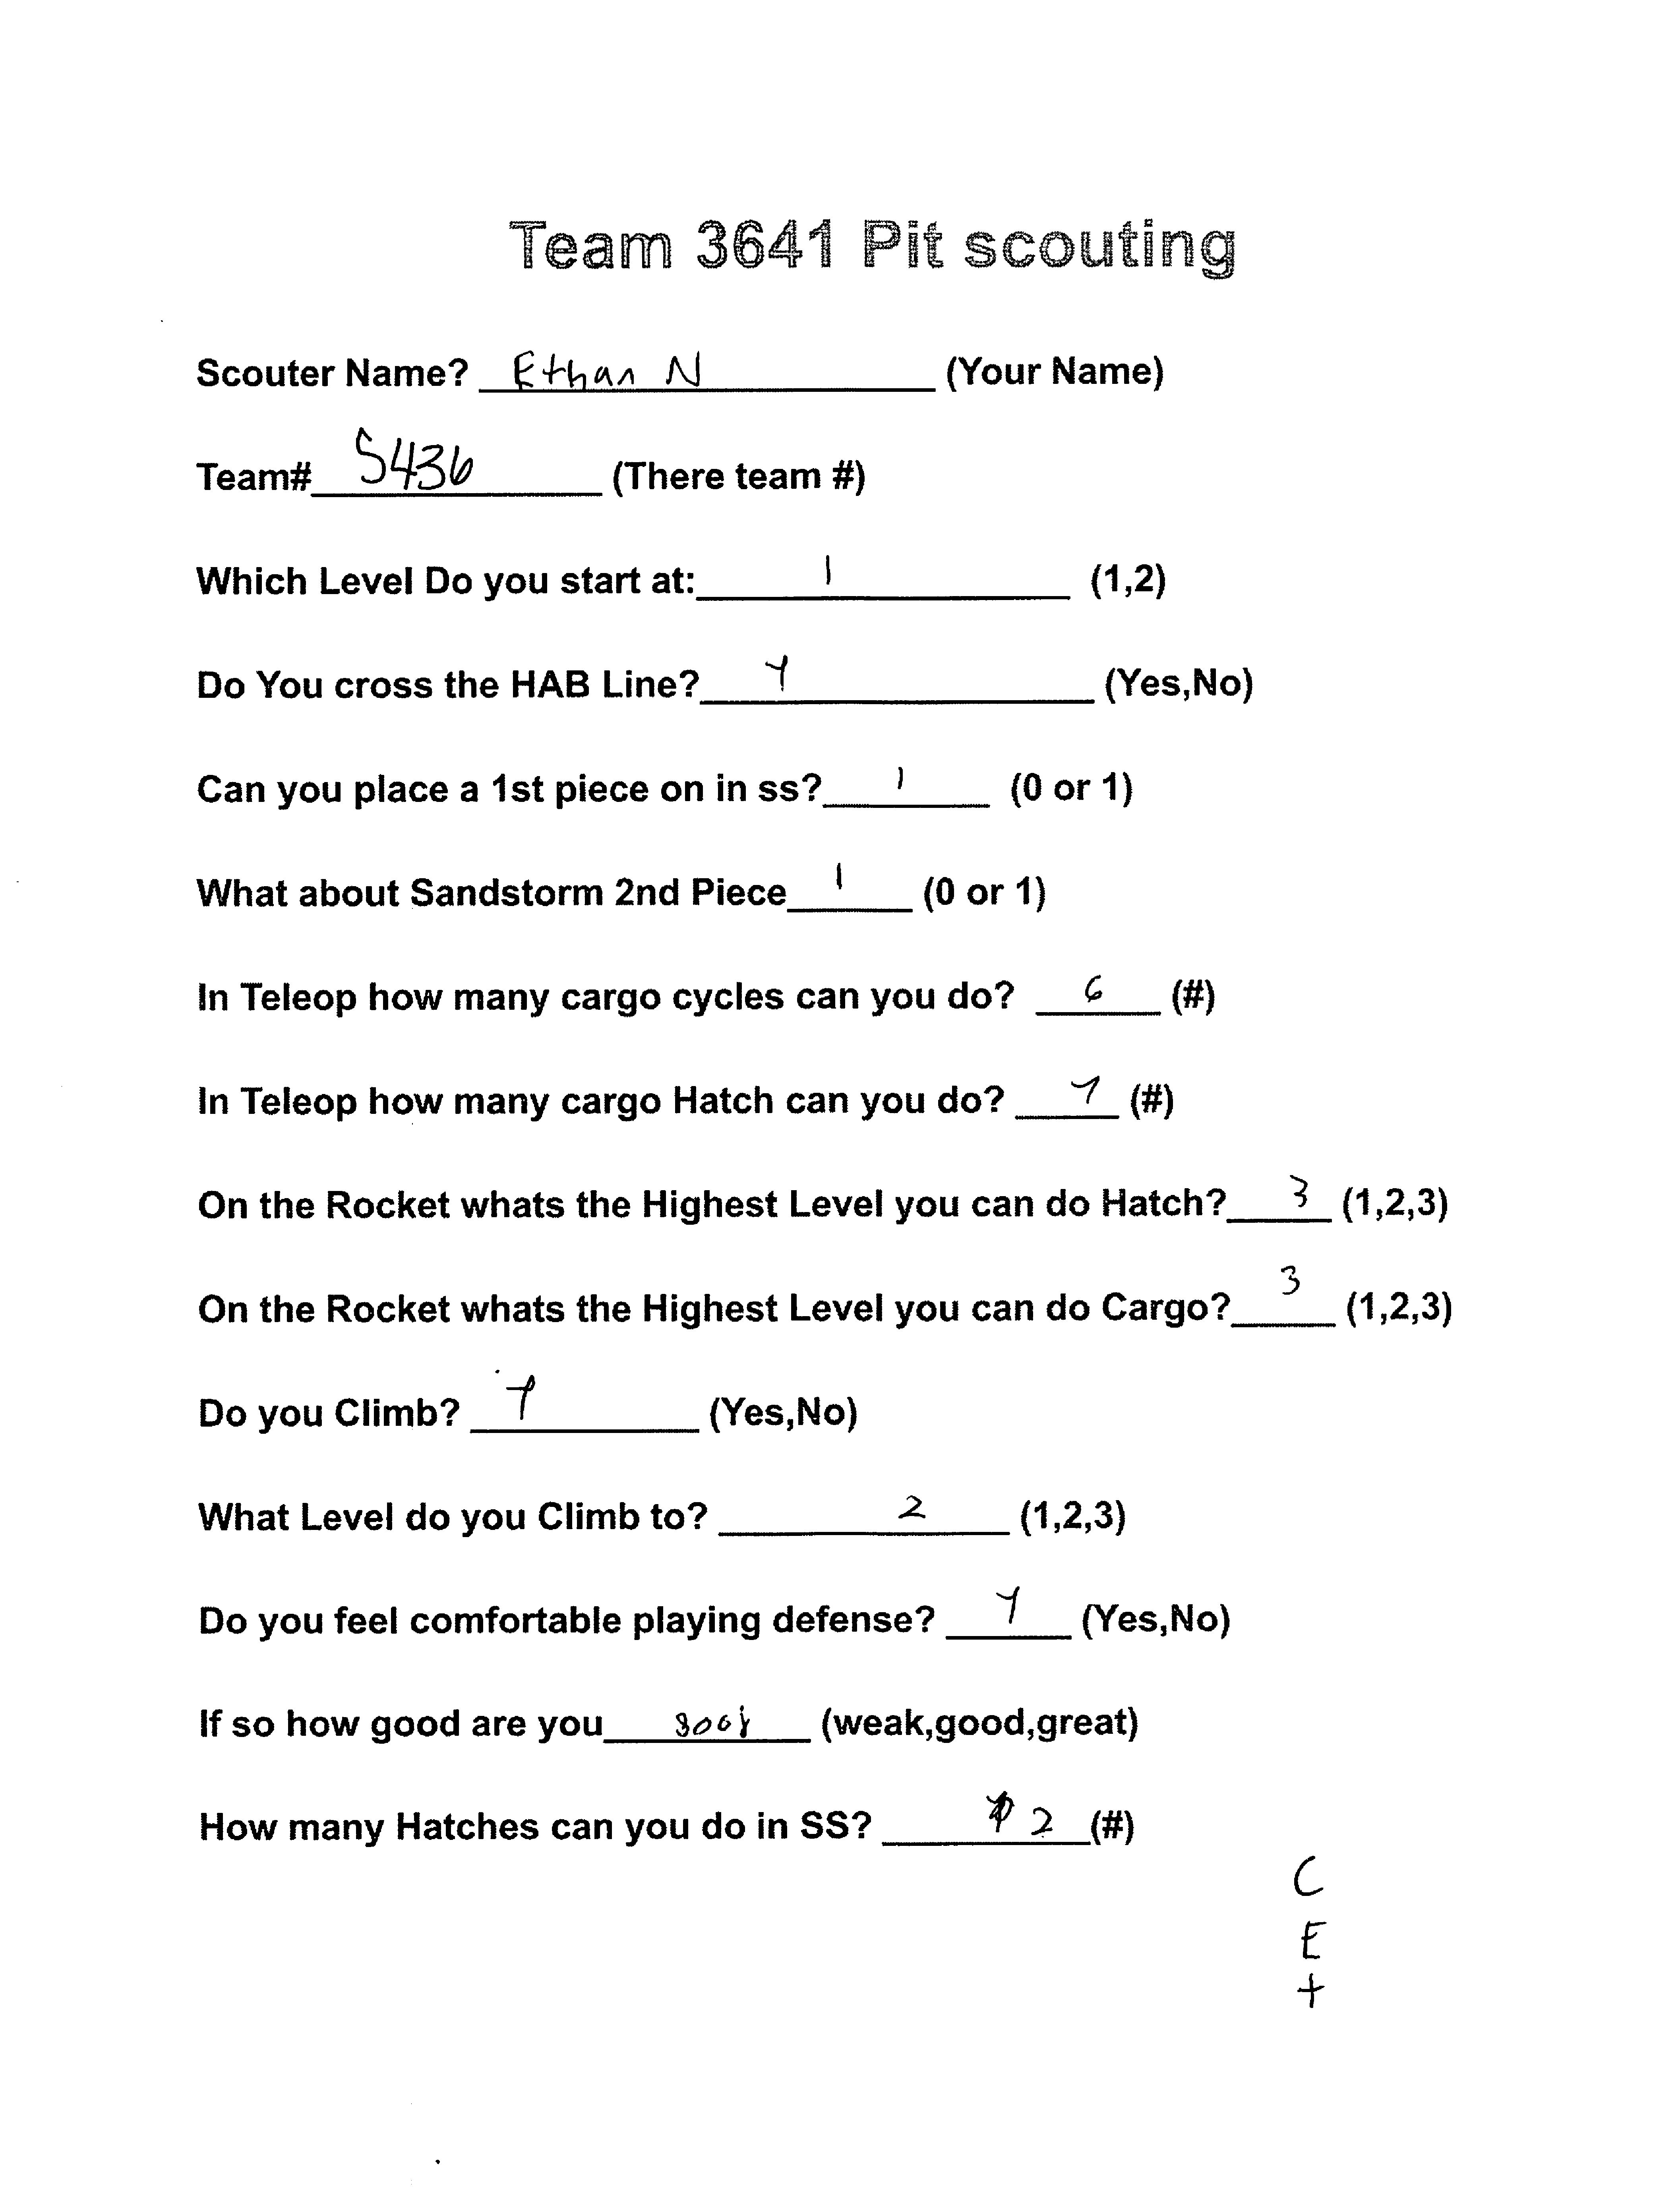 Team 3641 Pit scouting
Scouter Name? Ethan N (Your Name)
Team# 5436 (There team #)
Which Level Do you start at: 1 (1,2)
Do You cross the HAB Line? Y (Yes,No)
Can you place a 1st piece on in ss? 1 (0 or 1)
What about Sandstorm 2nd Piece 1 (0 or 1)
In Teleop how many cargo cycles can you do? 6 (#)
In Teleop how many cargo Hatch can you do? (#)
On the Rocket whats the Highest Level you can do Hatch? 3 (1,2,3)
On the Rocket whats the Highest Level you can do Cargo? 3 (1,2,3)
Do you Climb? Y (Yes,No)
What Level do you Climb to? 2 (1,2,3)
Do you feel comfortable playing defense? Y (Yes,No)
If so how good are you good (weak,good,great)
How many Hatches can you do in SS? 2 (#)
C
E
+